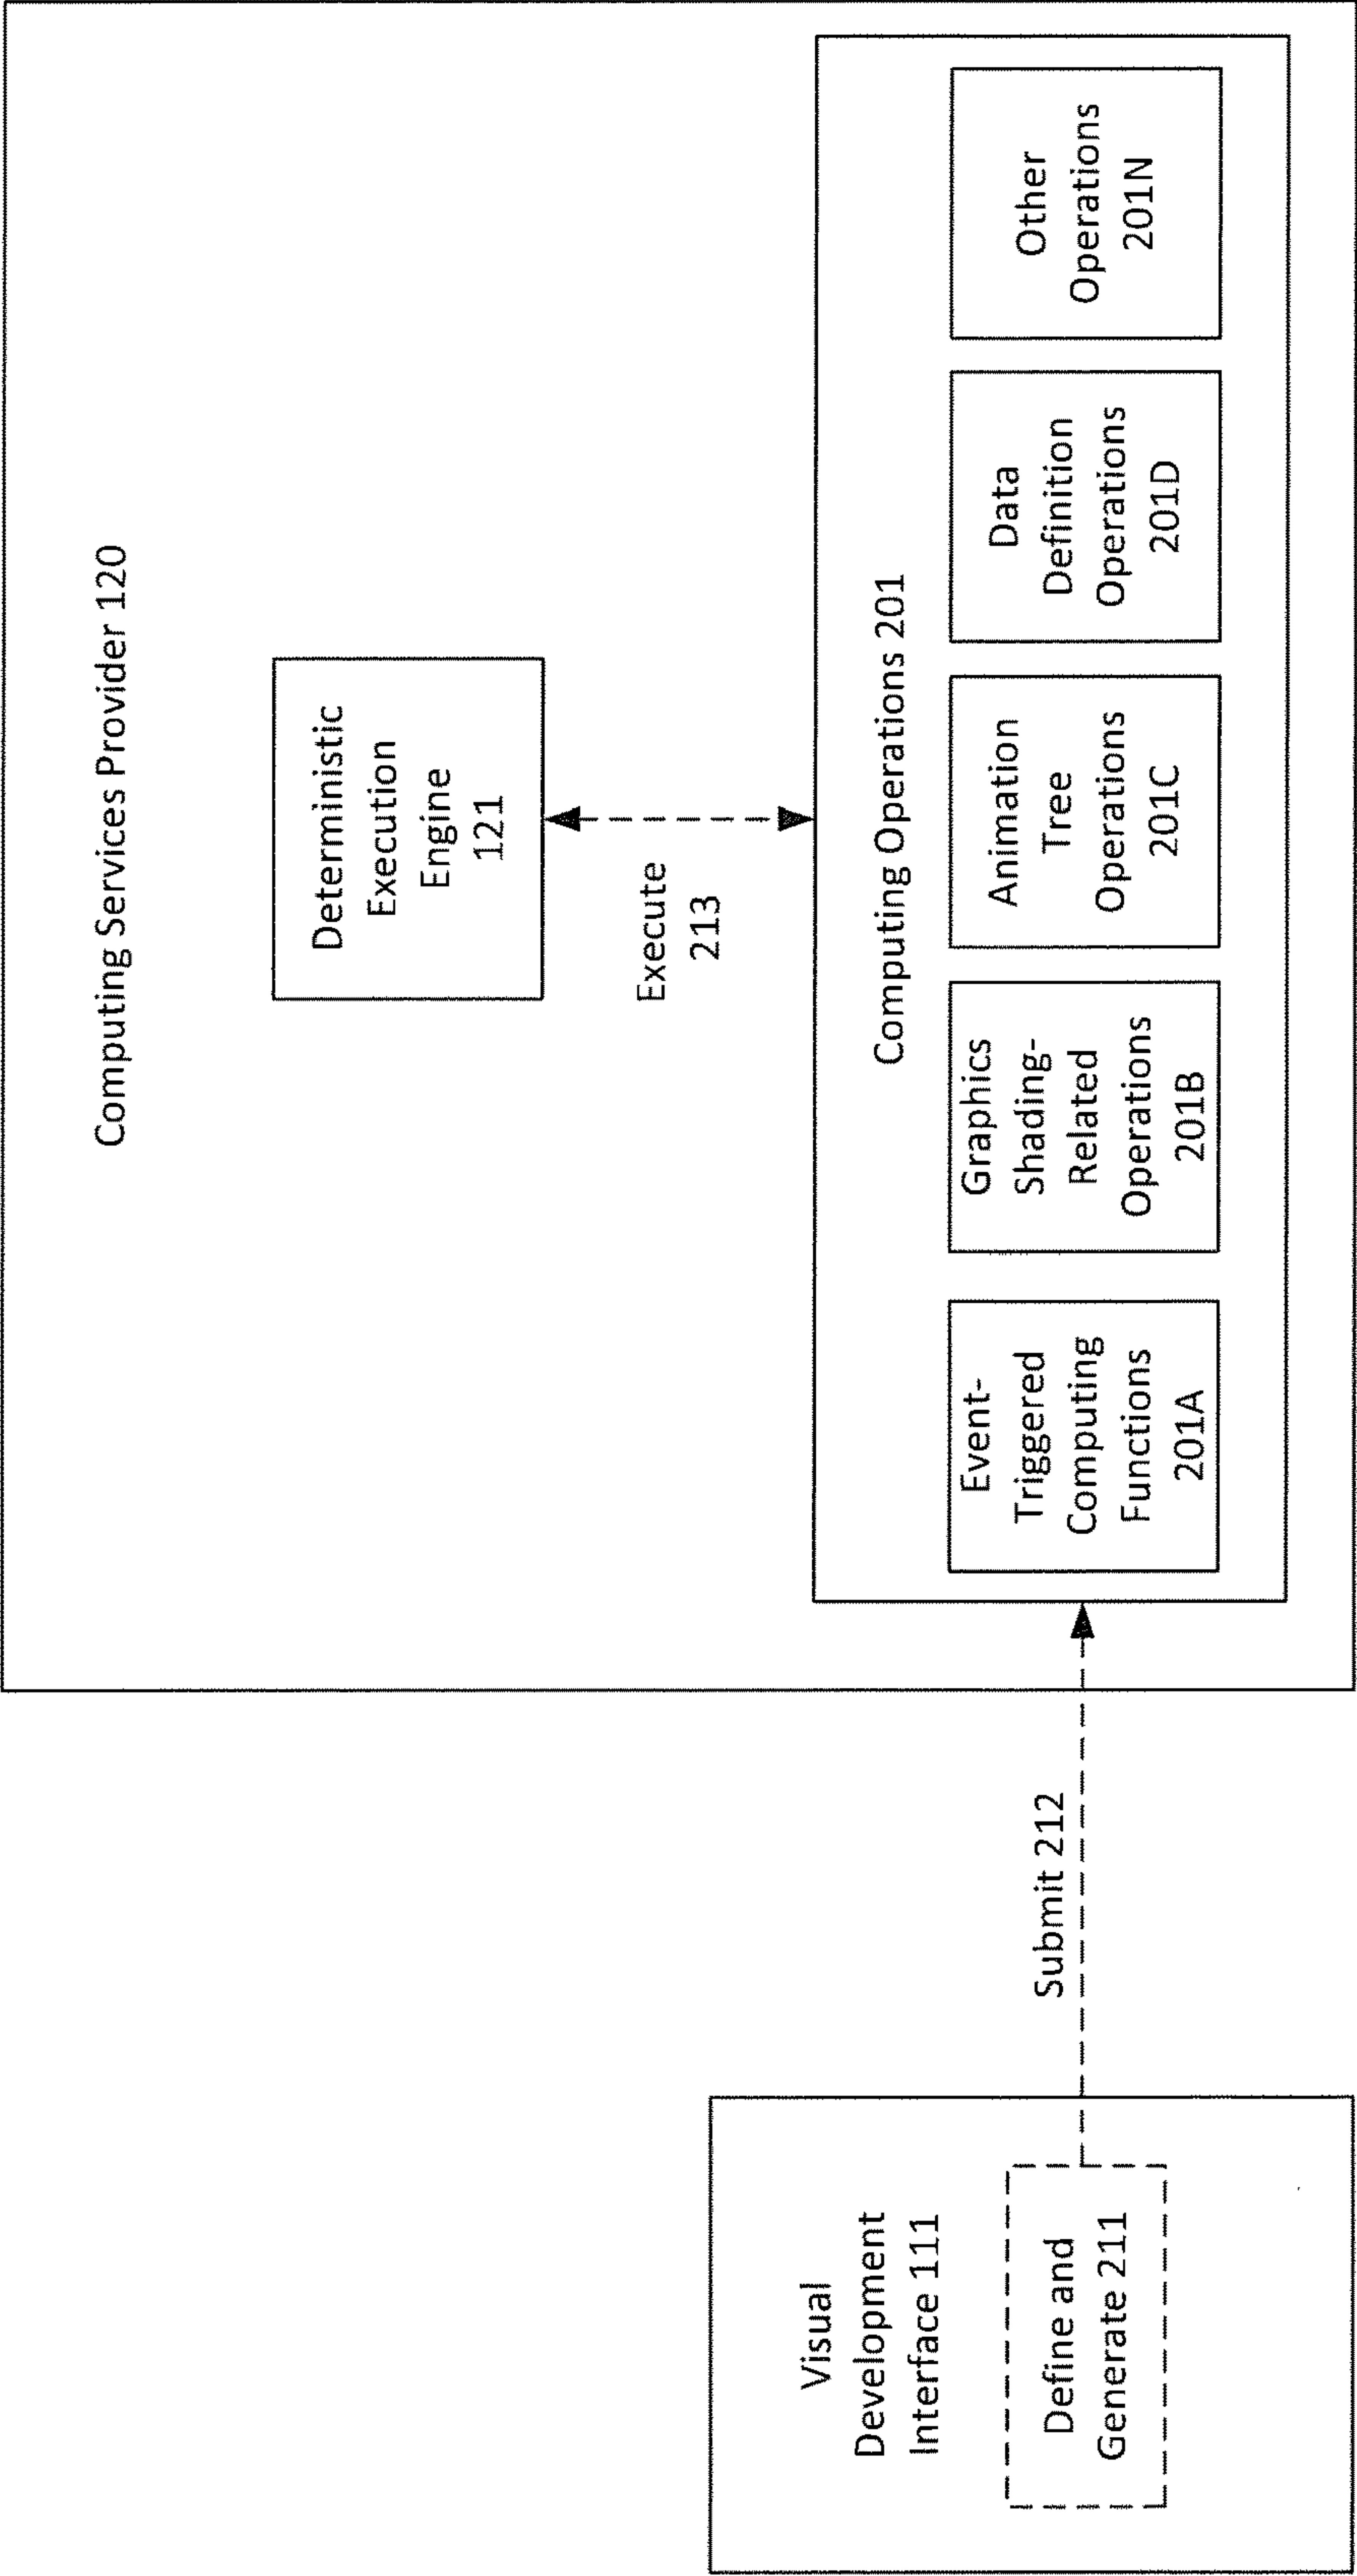 Computing Services Provider 120
Deterministic
Execution
Engine
121
Execute
213
Visual
Development
Interface 111
Define and
Generate 211
Submit 212
Computing Operations 201
Event-
Triggered
Computing
Functions
201A
Graphics
Shading-
Related
Operations
201B
Animation
Tree
Operations
201C
Data
Definition
Operations
201D
Other
Operations
201N